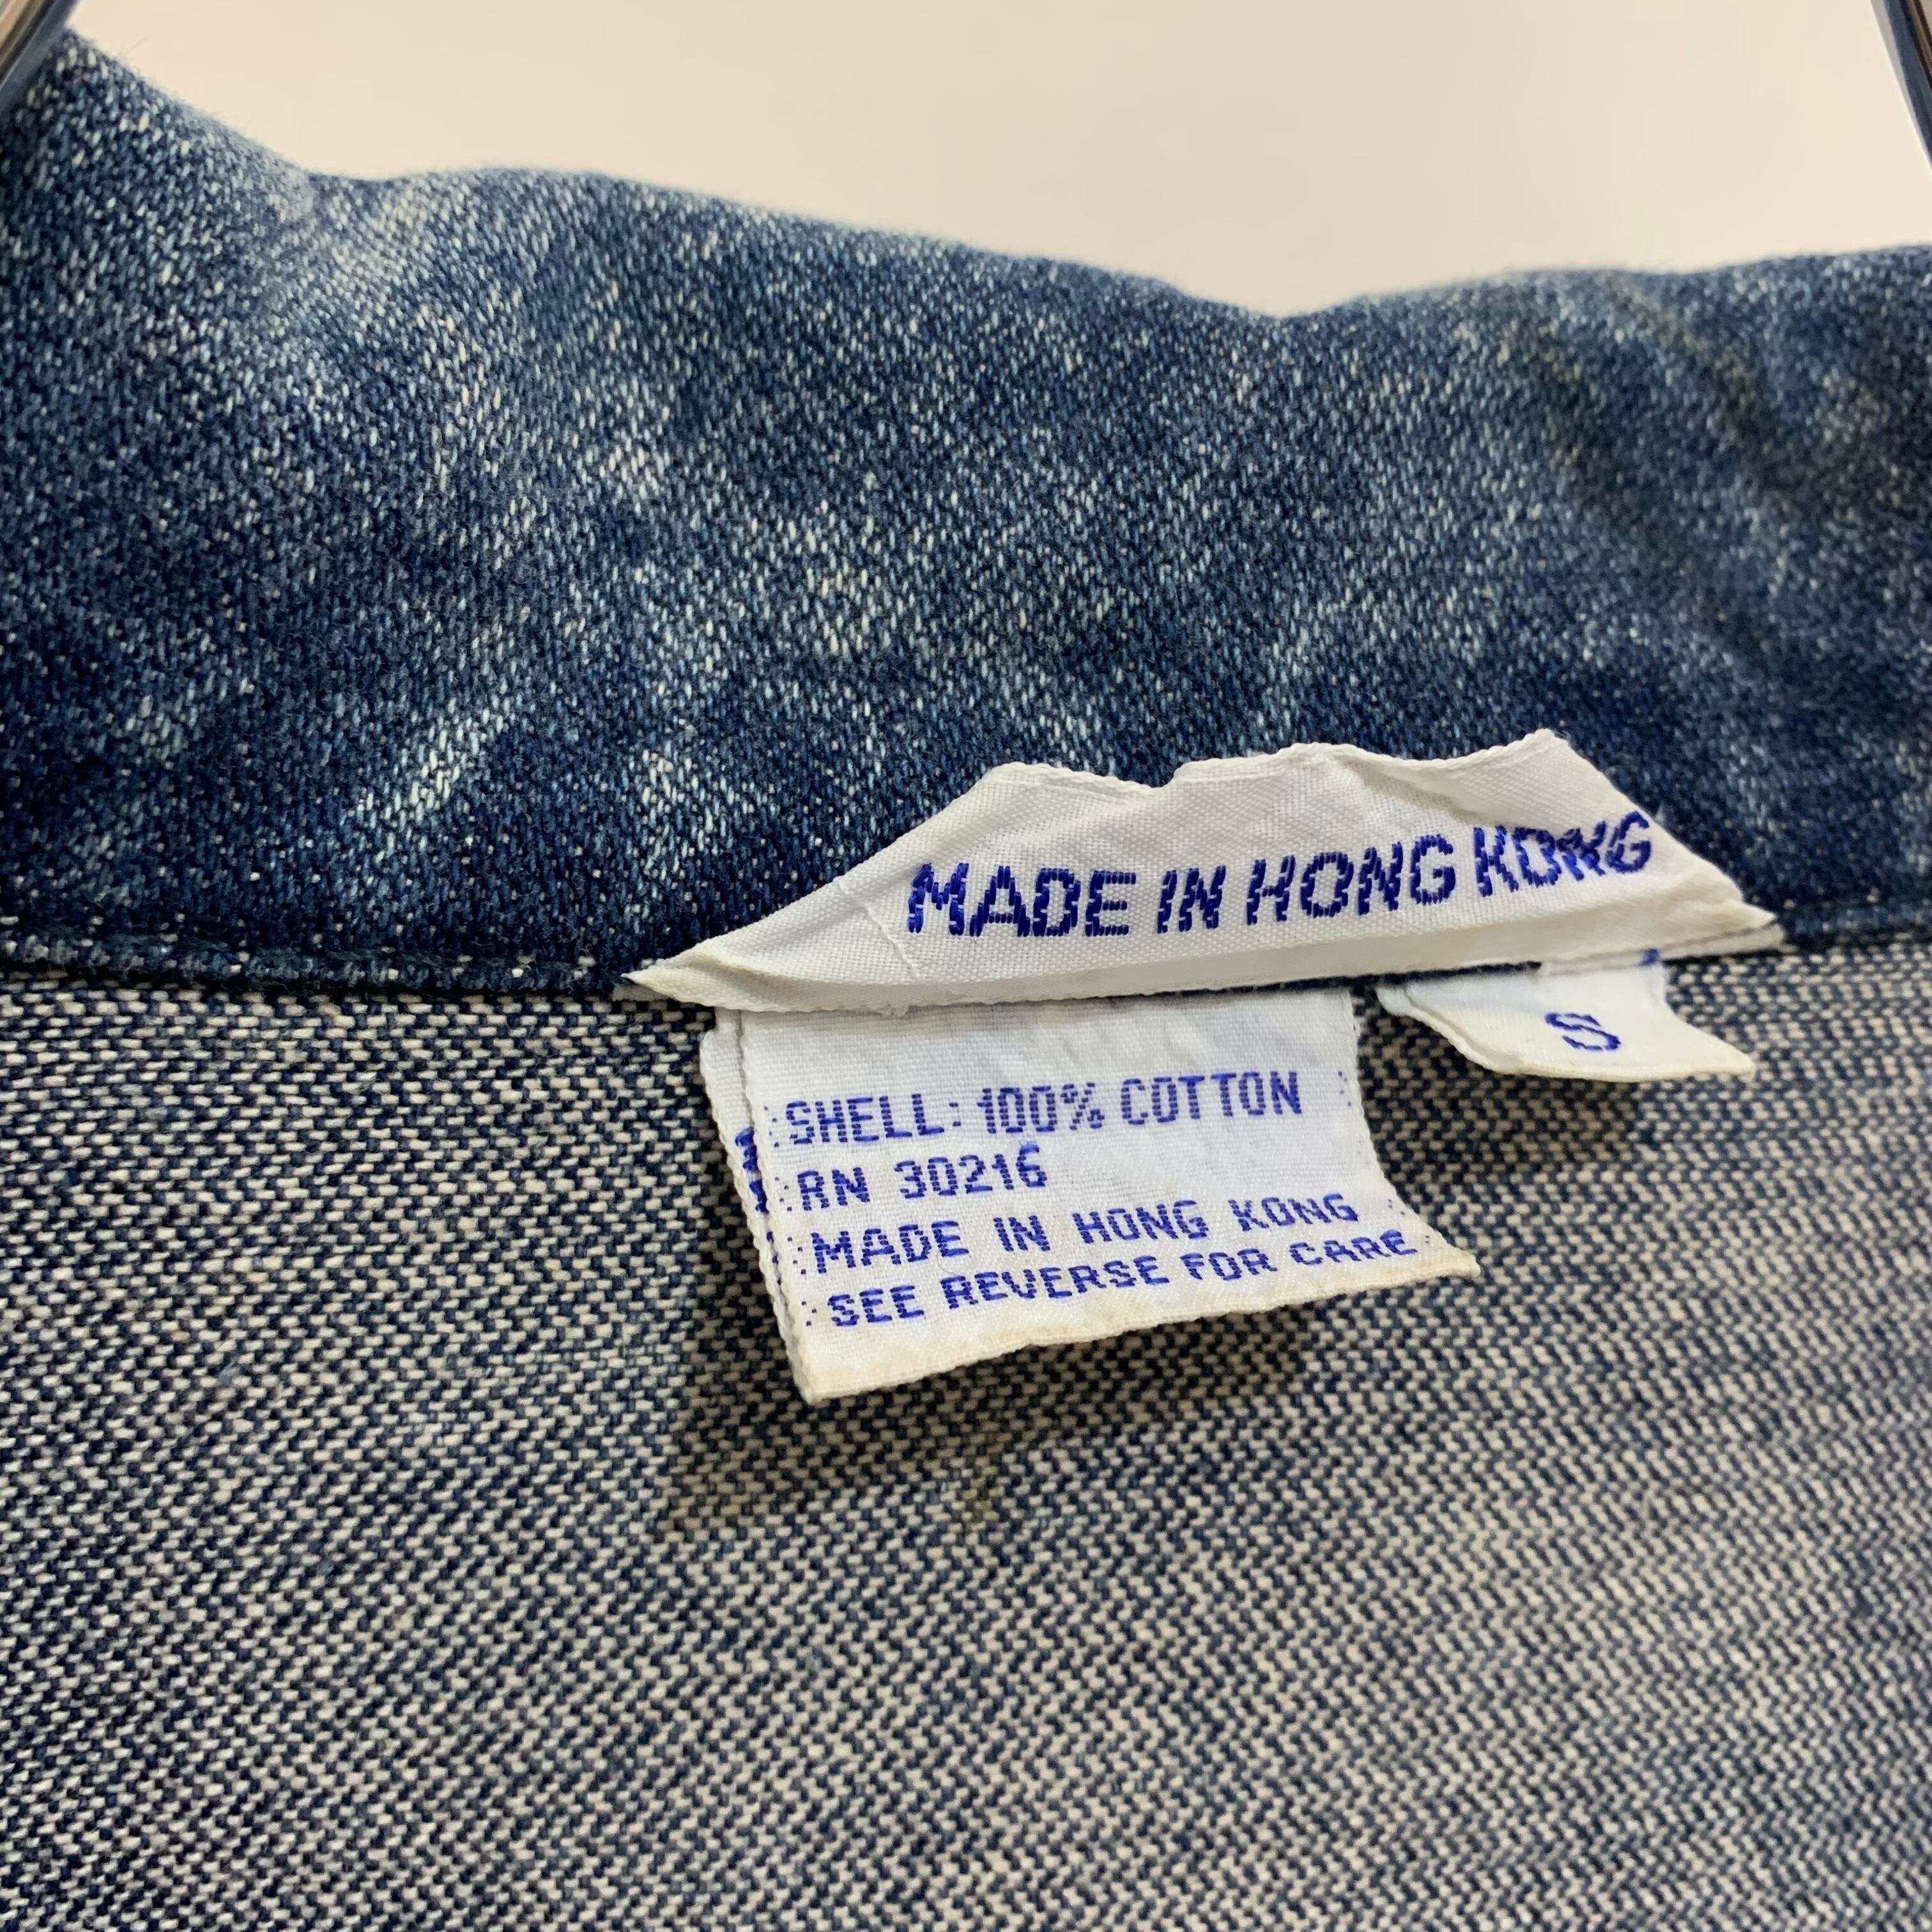 MADE IN HONG KONG
S
SHELL: 100% COTTON
RN 30216
MADE IN HONG KONG
SEE REVERSE FOR CARE